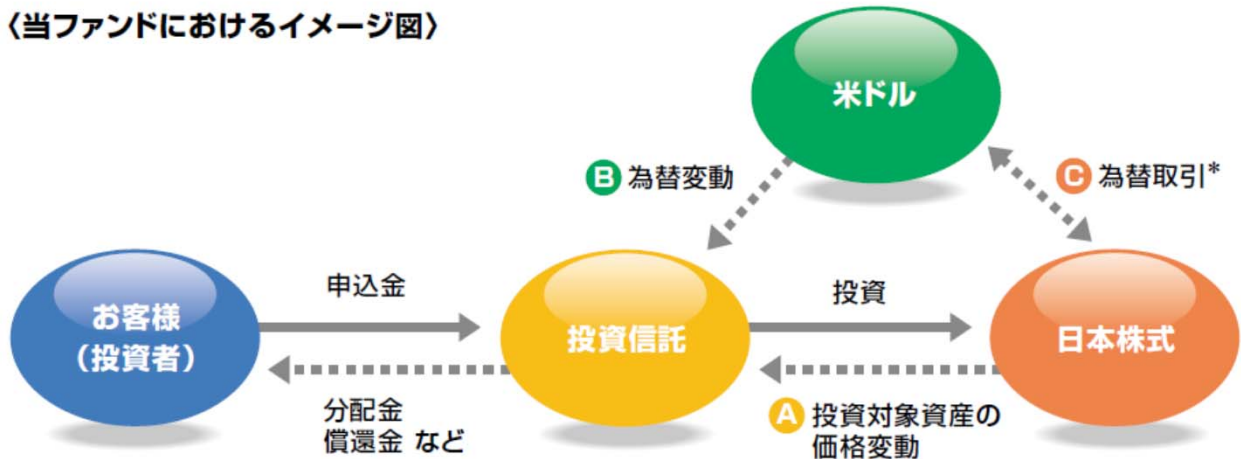 〈当ファンドにおけるイメージ図〉
米ドル
B 為替変動
C 為替取引*
お客様
（投資者）
申込金
投資信託
投資
日本株式
分配金
償還金 など
A 投資対象資産の
価格変動